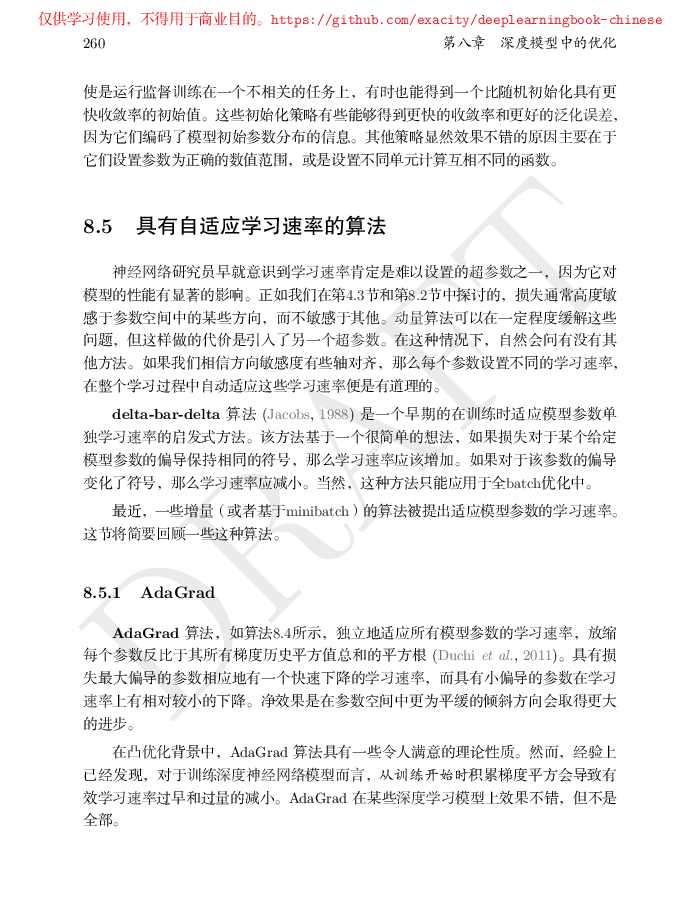 仅供学习使用，不得用于商业目的。https://github.com/exacity/deeplearningbook-chinese
260 第八章 深度模型中的优化
使是运行监督训练在一个不相关的任务上，有时也能得到一个比随机初始化具有更
快收敛率的初始值。这些初始化策略有些能够得到更快的收敛率和更好的泛化误差，
因为它们编码了模型初始参数分布的信息。其他策略显然效果不错的原因主要在于
它们设置参数为正确的数值范围，或是设置不同单元计算互相不同的函数。
8.5 具有自适应学习速率的算法
神经网络研究员早就意识到学习速率肯定是难以设置的超参数之一，因为它对
模型的性能有显著的影响。正如我们在第4.3节和第8.2节中探讨的，损失通常高度敏
感于参数空间中的某些方向，而不敏感于其他。动量算法可以在一定程度缓解这些
问题，但这样做的代价是引入了另一个超参数。在这种情况下，自然会问有没有其
他方法。如果我们相信方向敏感度有些轴对齐，那么每个参数设置不同的学习速率，
在整个学习过程中自动适应这些学习速率便是有道理的。
delta-bar-delta 算法 (Jacobs, 1988) 是一个早期的在训练时适应模型参数单
独学习速率的启发式方法。该方法基于一个很简单的想法，如果损失对于某个给定
模型参数的偏导保持相同的符号，那么学习速率应该增加。如果对于该参数的偏导
变化了符号，那么学习速率应减小。当然，这种方法只能应用于全batch优化中。
最近，一些增量（或者基于minibatch）的算法被提出适应模型参数的学习速率。
这节将简要回顾一些这种算法。
8.5.1 AdaGrad
AdaGrad 算法，如算法8.4所示，独立地适应所有模型参数的学习速率，放缩
每个参数反比于其所有梯度历史平方值总和的平方根 (Duchi et al., 2011)。具有损
失最大偏导的参数相应地有一个快速下降的学习速率，而具有小偏导的参数在学习
速率上有相对较小的下降。净效果是在参数空间中更为平缓的倾斜方向会取得更大
的进步。
在凸优化背景中，AdaGrad 算法具有一些令人满意的理论性质。然而，经验上
已经发现，对于训练深度神经网络模型而言，从训练开始时积累梯度平方会导致有
效学习速率过早和过量的减小。AdaGrad 在某些深度学习模型上效果不错，但不是
全部。
DRAFT